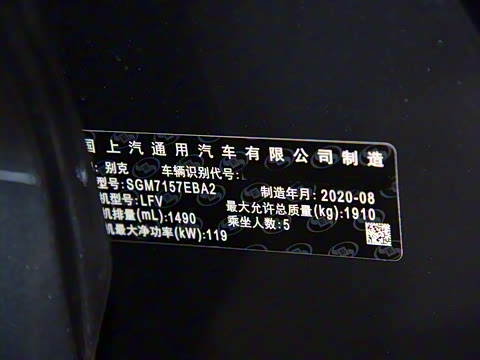 国上汽通用汽车有限公司制造
: 别克 车辆识别代号:
型号: SGM7157EBA2 制造年月: 2020-08
机型号: LFV 最大允许总质量(kg): 1910
机排量(mL): 1490 乘坐人数: 5
机最大净功率(kW): 119